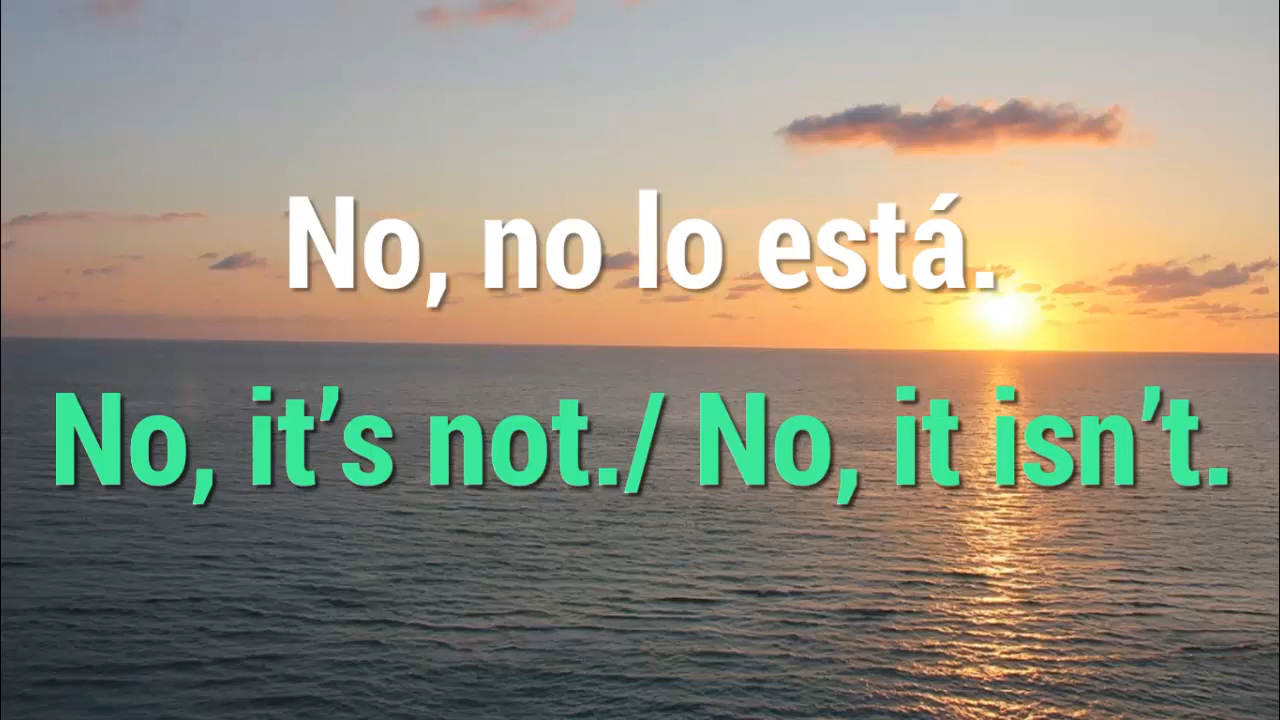 No, no lo está.
No, it’s not./ No, it isn’t.